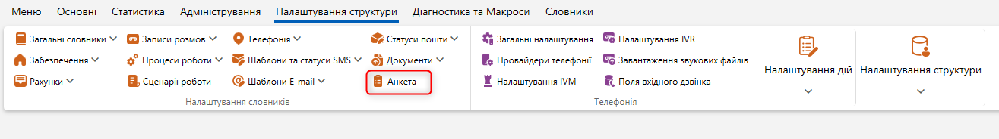 Меню Основні Статистика Адміністрування Налаштування структури Діагностика та Макроси Словники
Загальні словники Записи розмов Телефонія Статуси пошти Загальні налаштування Налаштування IVR
Забезпечення Процеси роботи Шаблони та статуси SMS Документи Провайдери телефонії Завантаження звукових файлів
Рахунки Сценарії роботи Шаблони E-mail Анкета Налаштування IVM Поля вхідного дзвінка
Налаштування дій Налаштування структури
Налаштування словників Телефонія